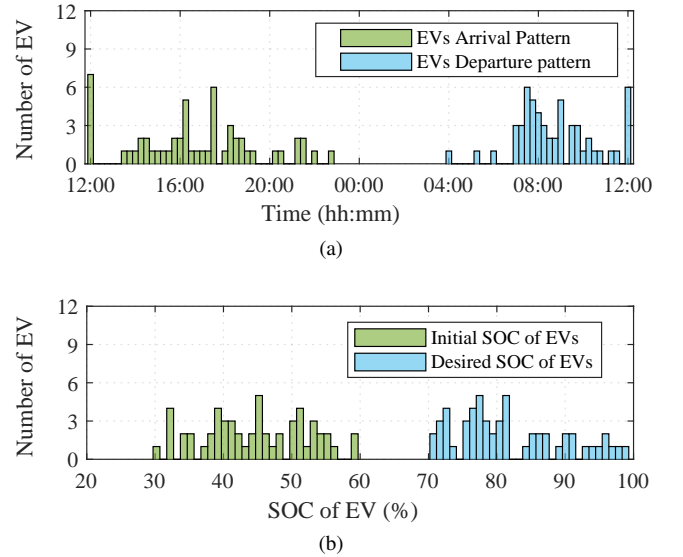 12
9
6
3
0
Number of EV
EVs Arrival Pattern
EVs Departure pattern
12:00 16:00 20:00 00:00 04:00 08:00 12:00
Time (hh:mm)
(a)
12
9
6
3
0
Number of EV
Initial SOC of EVs
Desired SOC of EVs
20 30 40 50 60 70 80 90 100
SOC of EV (%)
(b)